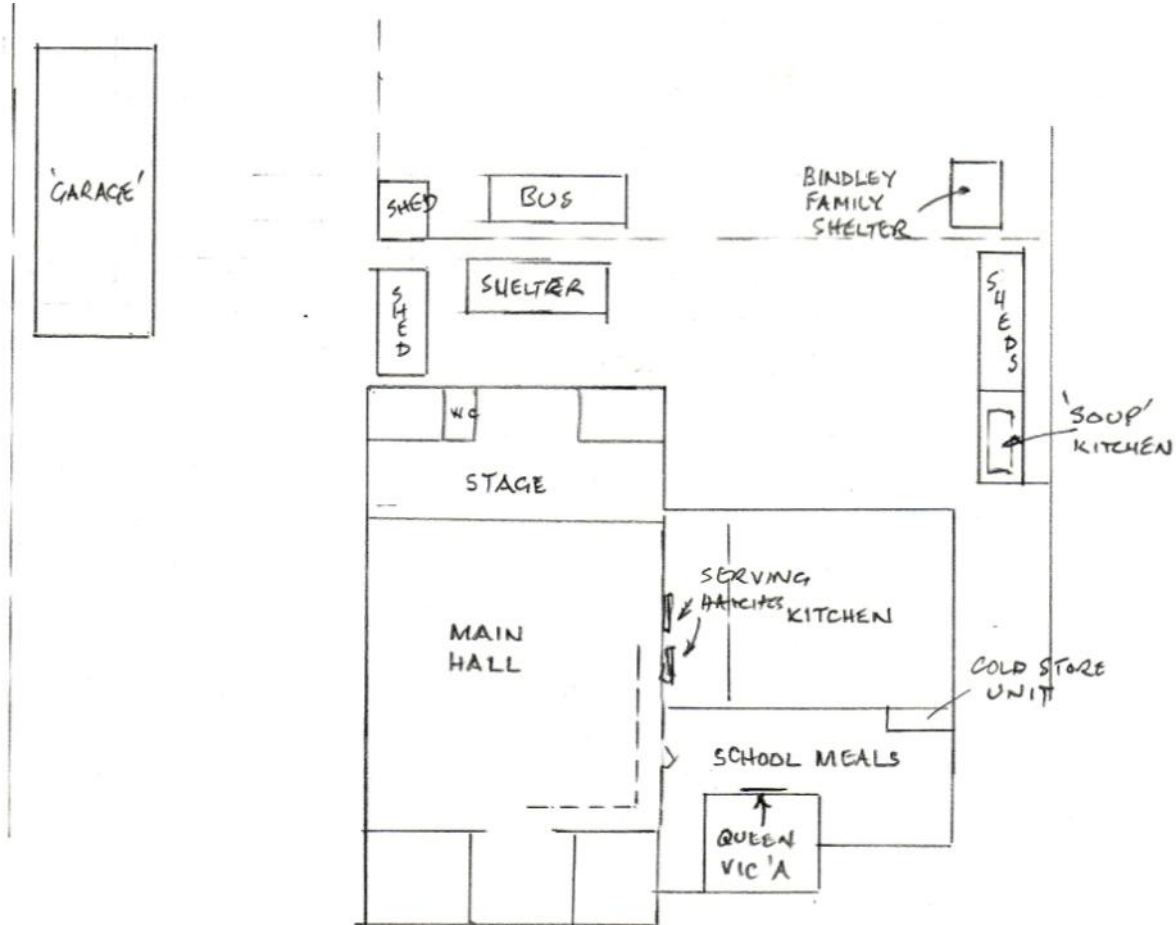 'GARAGE'
SHED
BUS
BINDLEY
FAMILY
SHELTER
SHELTER
SHED
SHEDS
'SOUP'
KITCHEN
WC
STAGE
SERVING
HATCHES
KITCHEN
MAIN
HALL
COLD STORE
UNIT
SCHOOL MEALS
QUEEN
VIC'A